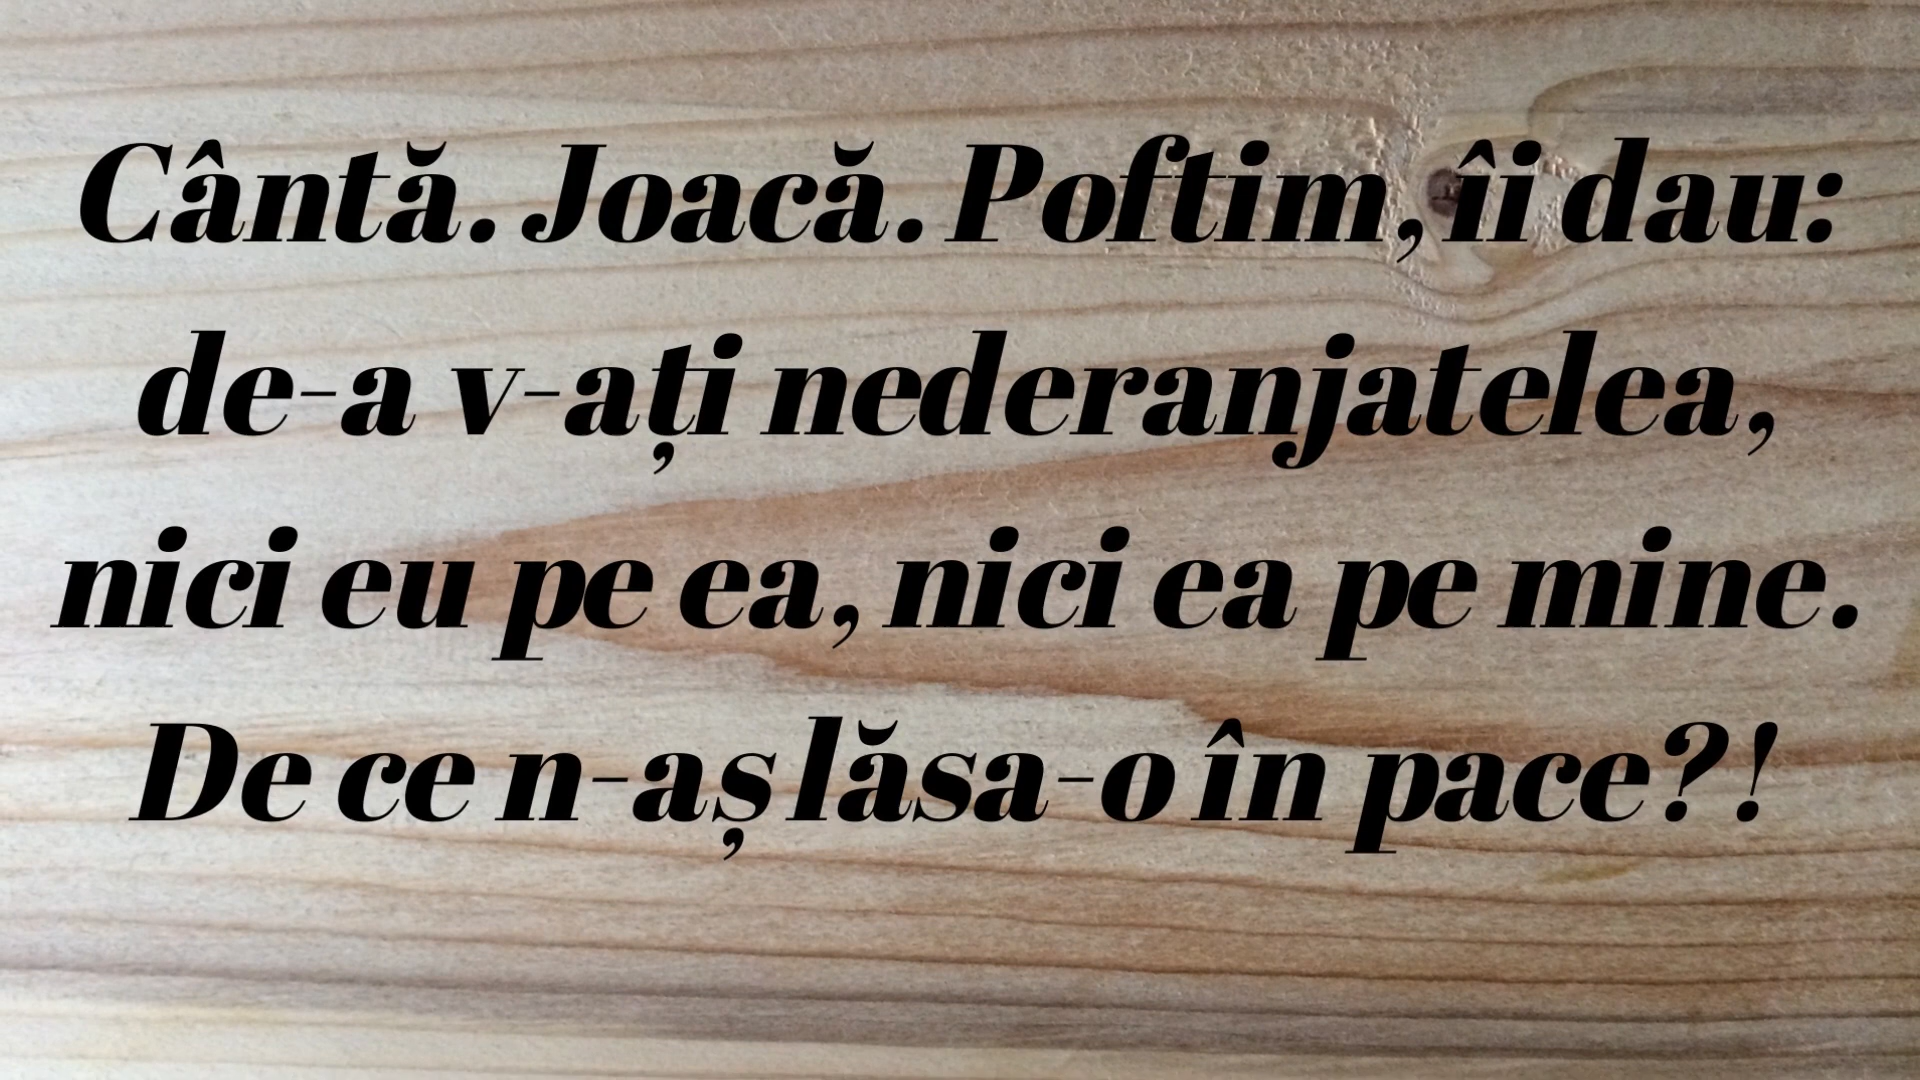 Cântă. Joacă. Poftim, îi dau:
de-a v-ați nederanjatelea,
nici eu pe ea, nici ea pe mine.
De ce n-aș lăsa-o în pace?!